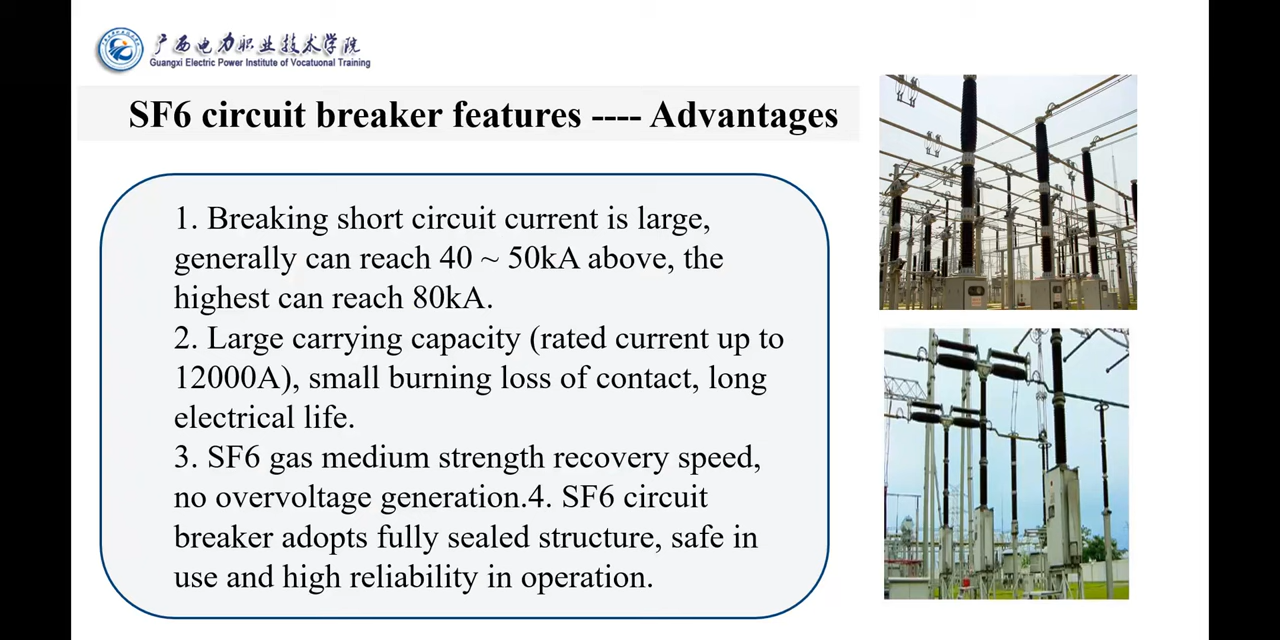 广西电力职业技术学院
Guangxi Electric Power Institute of Vocatuional Training
SF6 circuit breaker features ---- Advantages
1. Breaking short circuit current is large,
generally can reach 40 ~ 50kA above, the
highest can reach 80kA.
2. Large carrying capacity (rated current up to
12000A), small burning loss of contact, long
electrical life.
3. SF6 gas medium strength recovery speed,
no overvoltage generation.4. SF6 circuit
breaker adopts fully sealed structure, safe in
use and high reliability in operation.